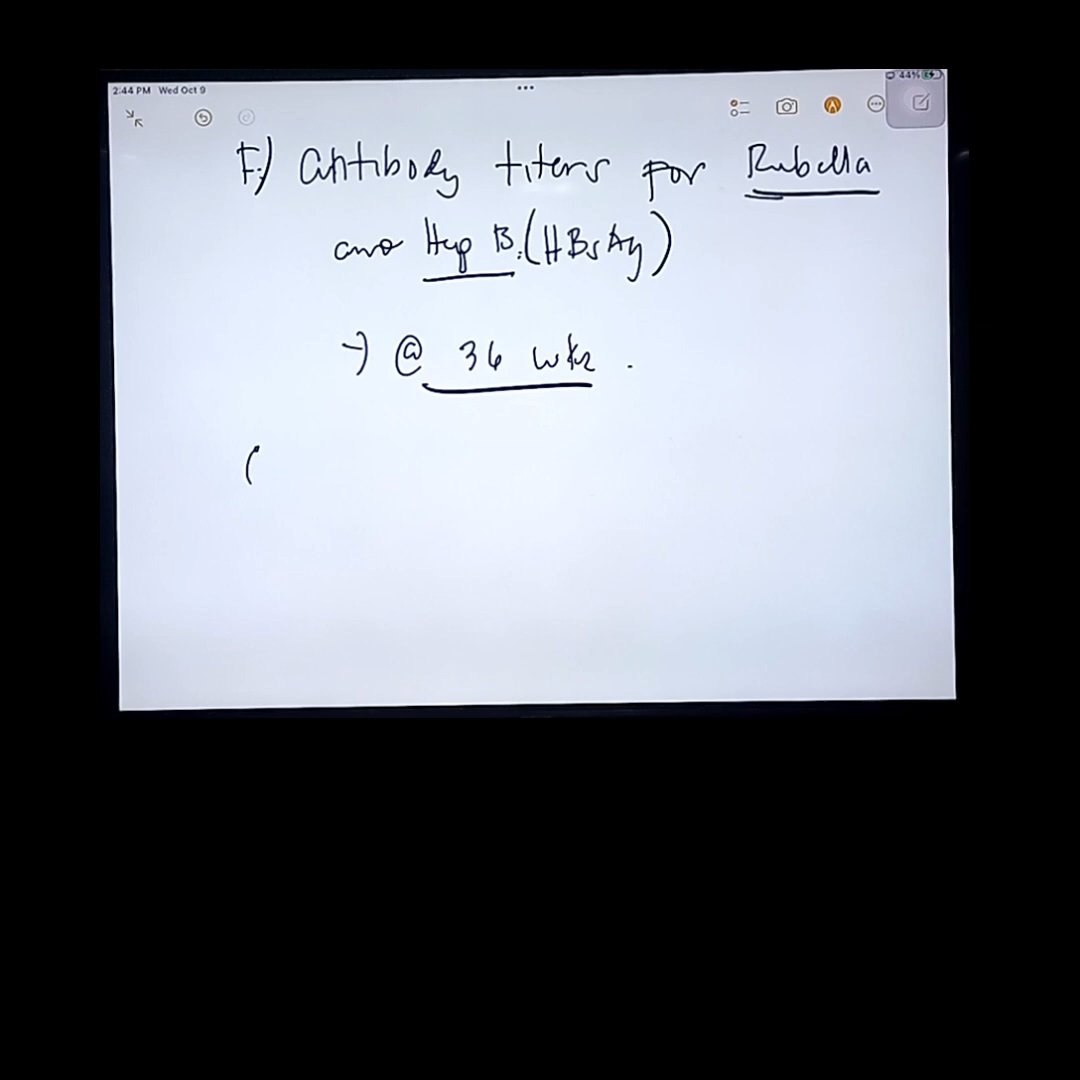 2:44 PM Wed Oct 9
44%
F.) Antibody titers for Rubella
and Hep B. (HBsAg)
→ @ 36 wks.
(